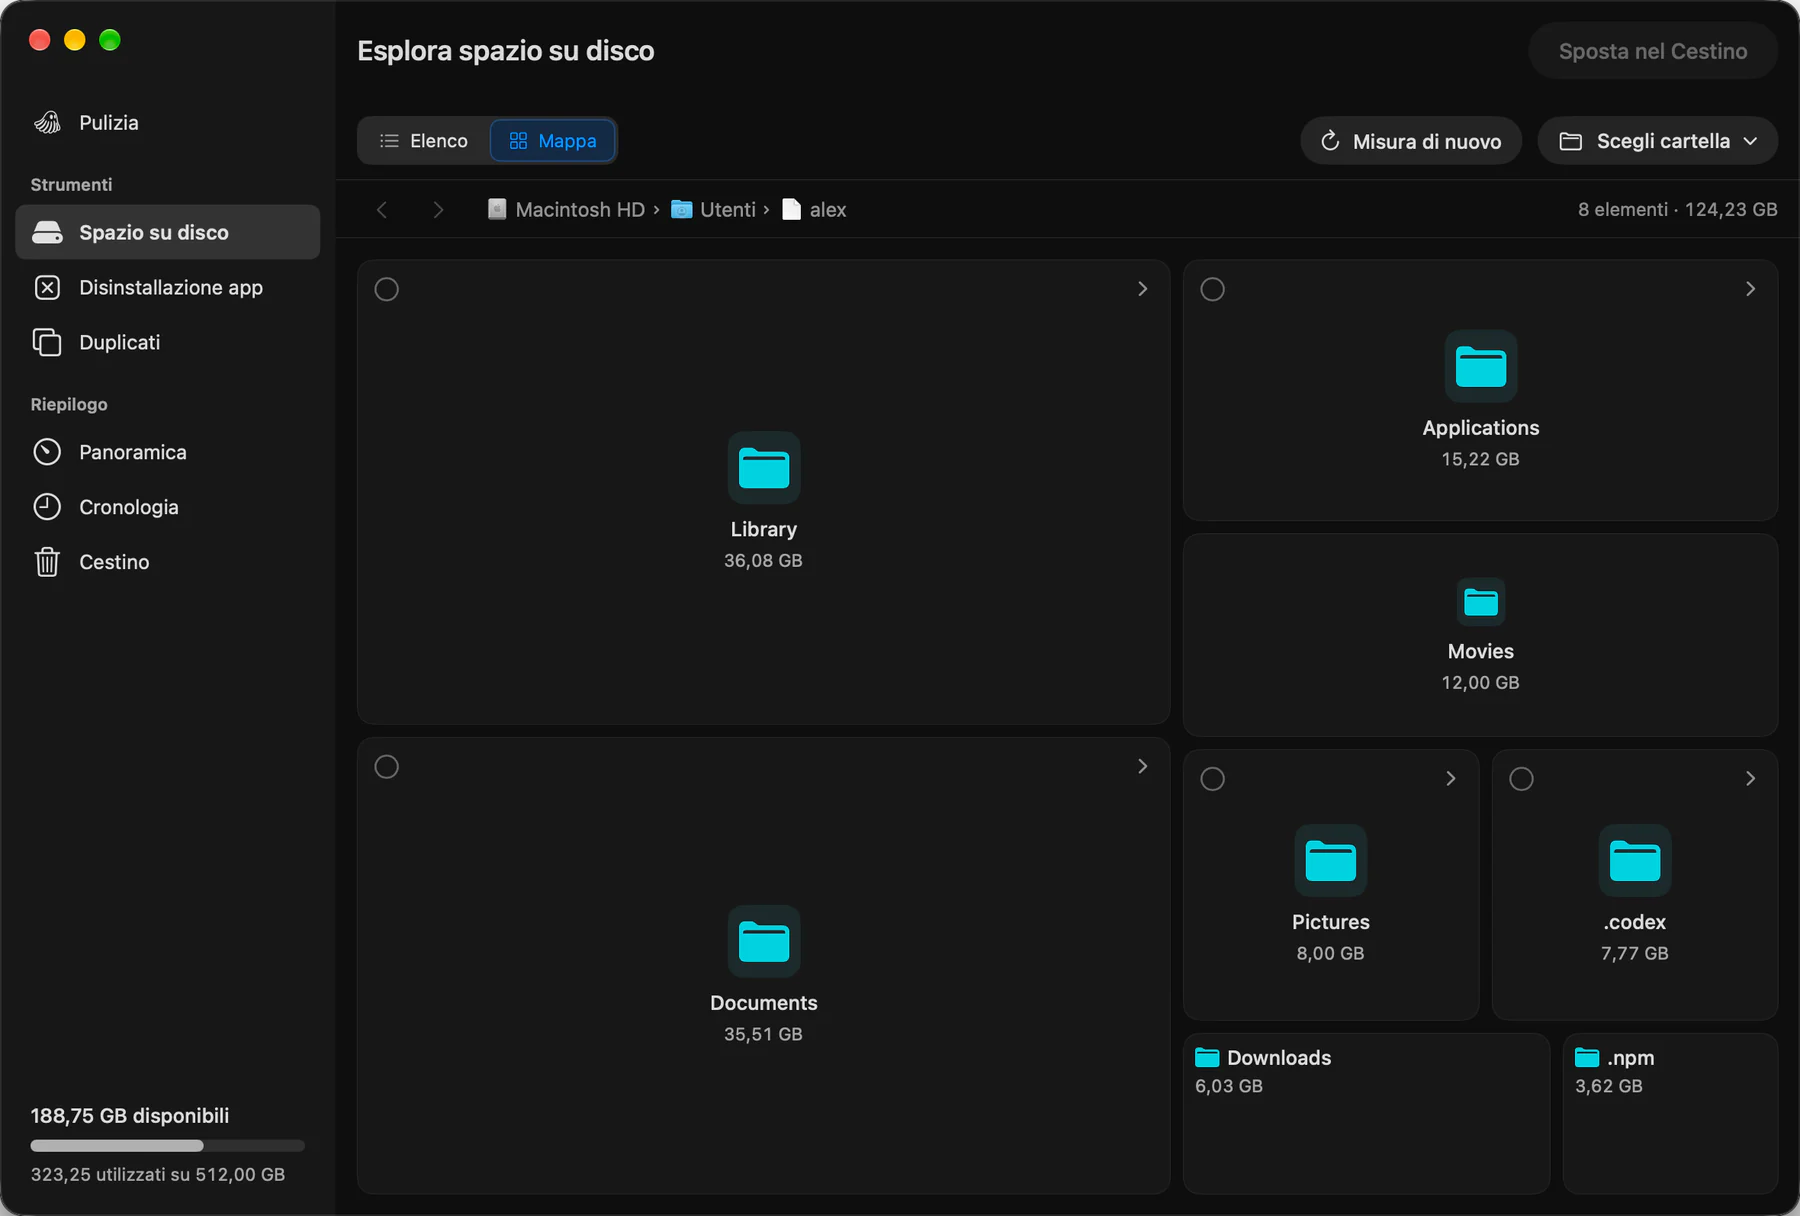 Pulizia
Strumenti
Spazio su disco
Disinstallazione app
Duplicati
Riepilogo
Panoramica
Cronologia
Cestino
188,75 GB disponibili
323,25 utilizzati su 512,00 GB
Esplora spazio su disco
Sposta nel Cestino
Elenco
Mappa
Misura di nuovo
Scegli cartella
Macintosh HD › Utenti › alex
8 elementi · 124,23 GB
Library
36,08 GB
Documents
35,51 GB
Applications
15,22 GB
Movies
12,00 GB
Pictures
8,00 GB
.codex
7,77 GB
Downloads
6,03 GB
.npm
3,62 GB